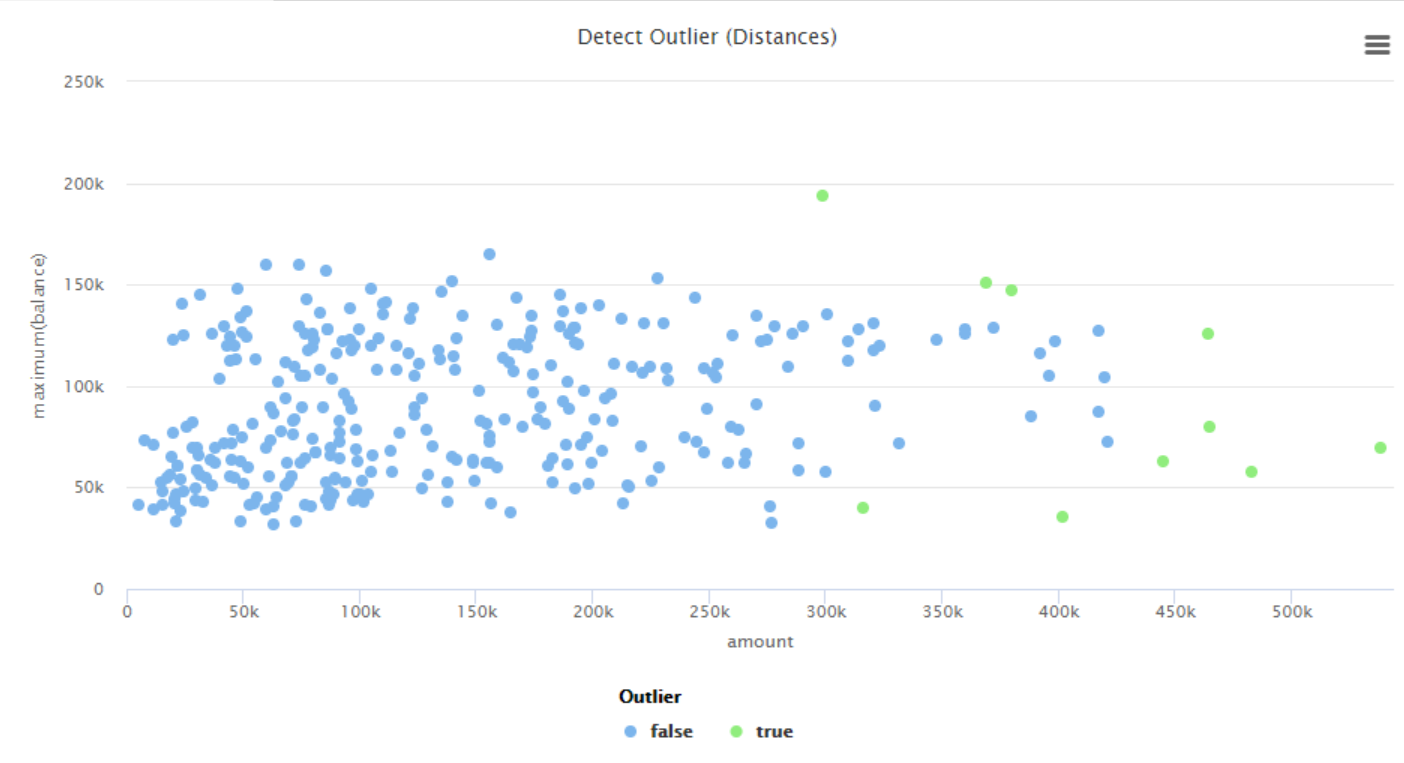 Detect Outlier (Distances)
250k
200k
150k
100k
50k
0
maximum(balance)
0 50k 100k 150k 200k 250k 300k 350k 400k 450k 500k
amount
Outlier
false true